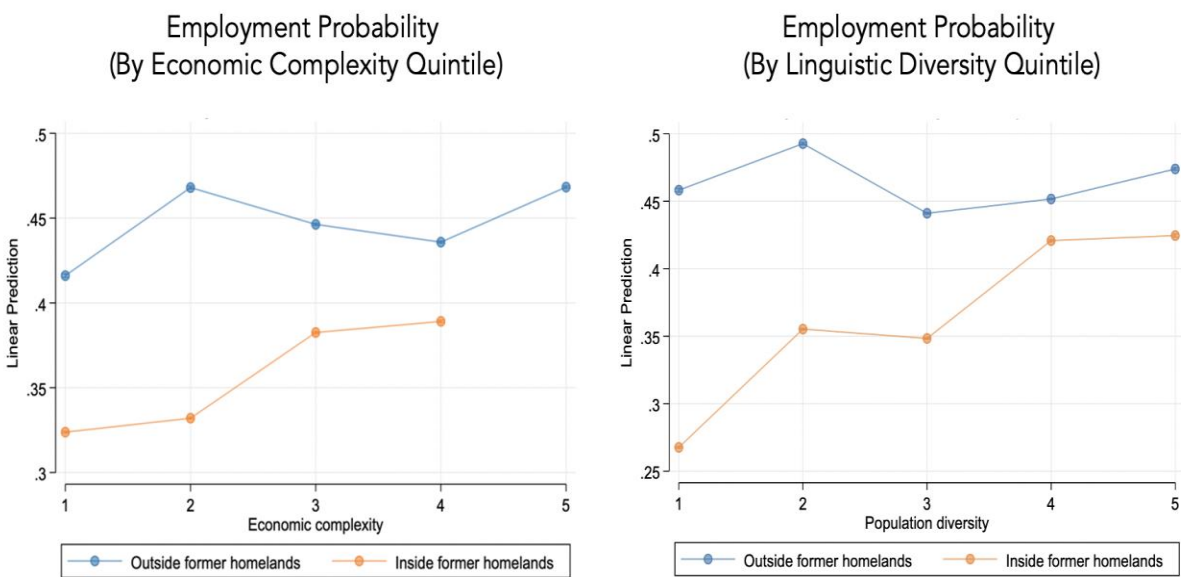 Employment Probability
(By Economic Complexity Quintile)
.5
.45
.4
.35
.3
Linear Prediction
1 2 3 4 5
Economic complexity
Outside former homelands Inside former homelands
Employment Probability
(By Linguistic Diversity Quintile)
.5
.45
.4
.35
.3
.25
Linear Prediction
1 2 3 4 5
Population diversity
Outside former homelands Inside former homelands